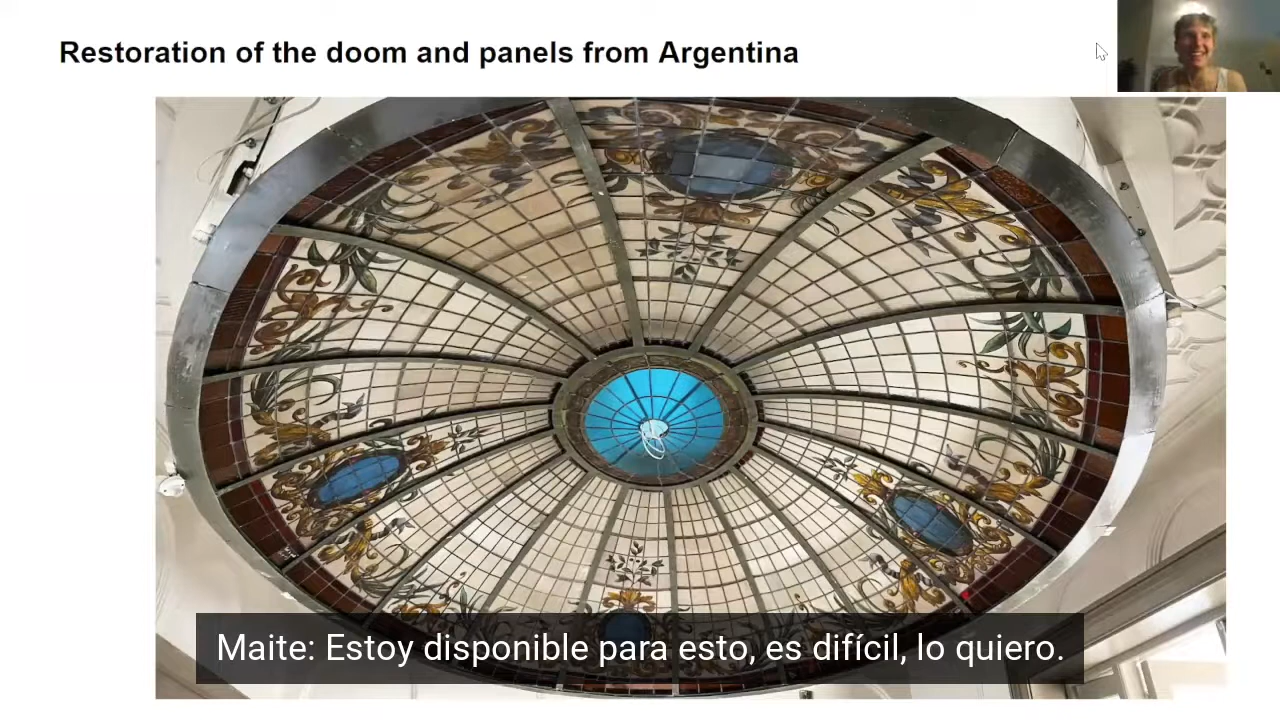 Restoration of the doom and panels from Argentina
Maite: Estoy disponible para esto, es difícil, lo quiero.